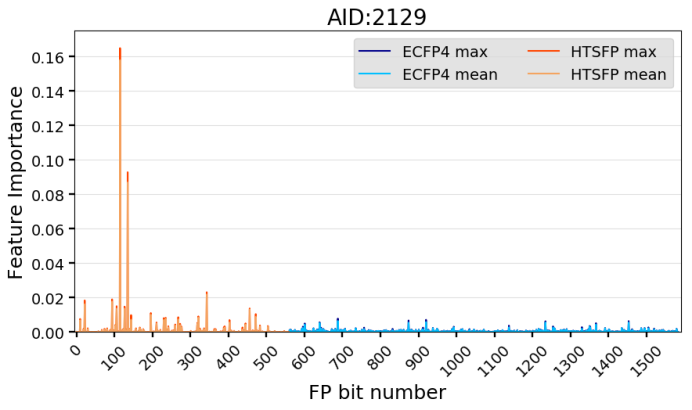 AID:2129
ECFP4 max
HTSFP max
ECFP4 mean
HTSFP mean
Feature Importance
0.16
0.14
0.12
0.10
0.08
0.06
0.04
0.02
0.00
0 100 200 300 400 500 600 700 800 900 1000 1100 1200 1300 1400 1500
FP bit number